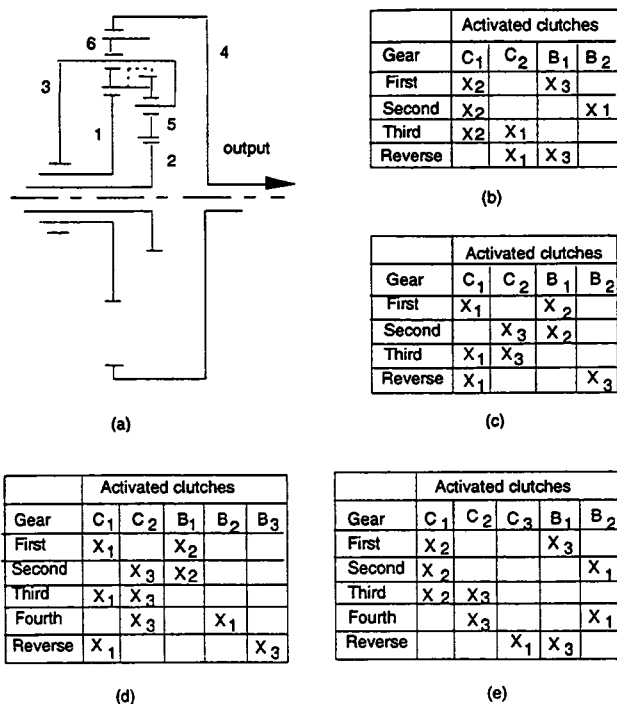 6
4
3
1
5
2
output
(a)
Activated clutches
Gear C1 C2 B1 B2
First X2 X3
Second X2 X1
Third X2 X1
Reverse X1 X3
(b)
Activated clutches
Gear C1 C2 B1 B2
First X1 X2
Second X3 X2
Third X1 X3
Reverse X1 X3
(c)
Activated clutches
Gear C1 C2 B1 B2 B3
First X1 X2
Second X3 X2
Third X1 X3
Fourth X3 X1
Reverse X1 X3
(d)
Activated clutches
Gear C1 C2 C3 B1 B2
First X2 X3
Second X2 X1
Third X2 X3
Fourth X3 X1
Reverse X1 X3
(e)